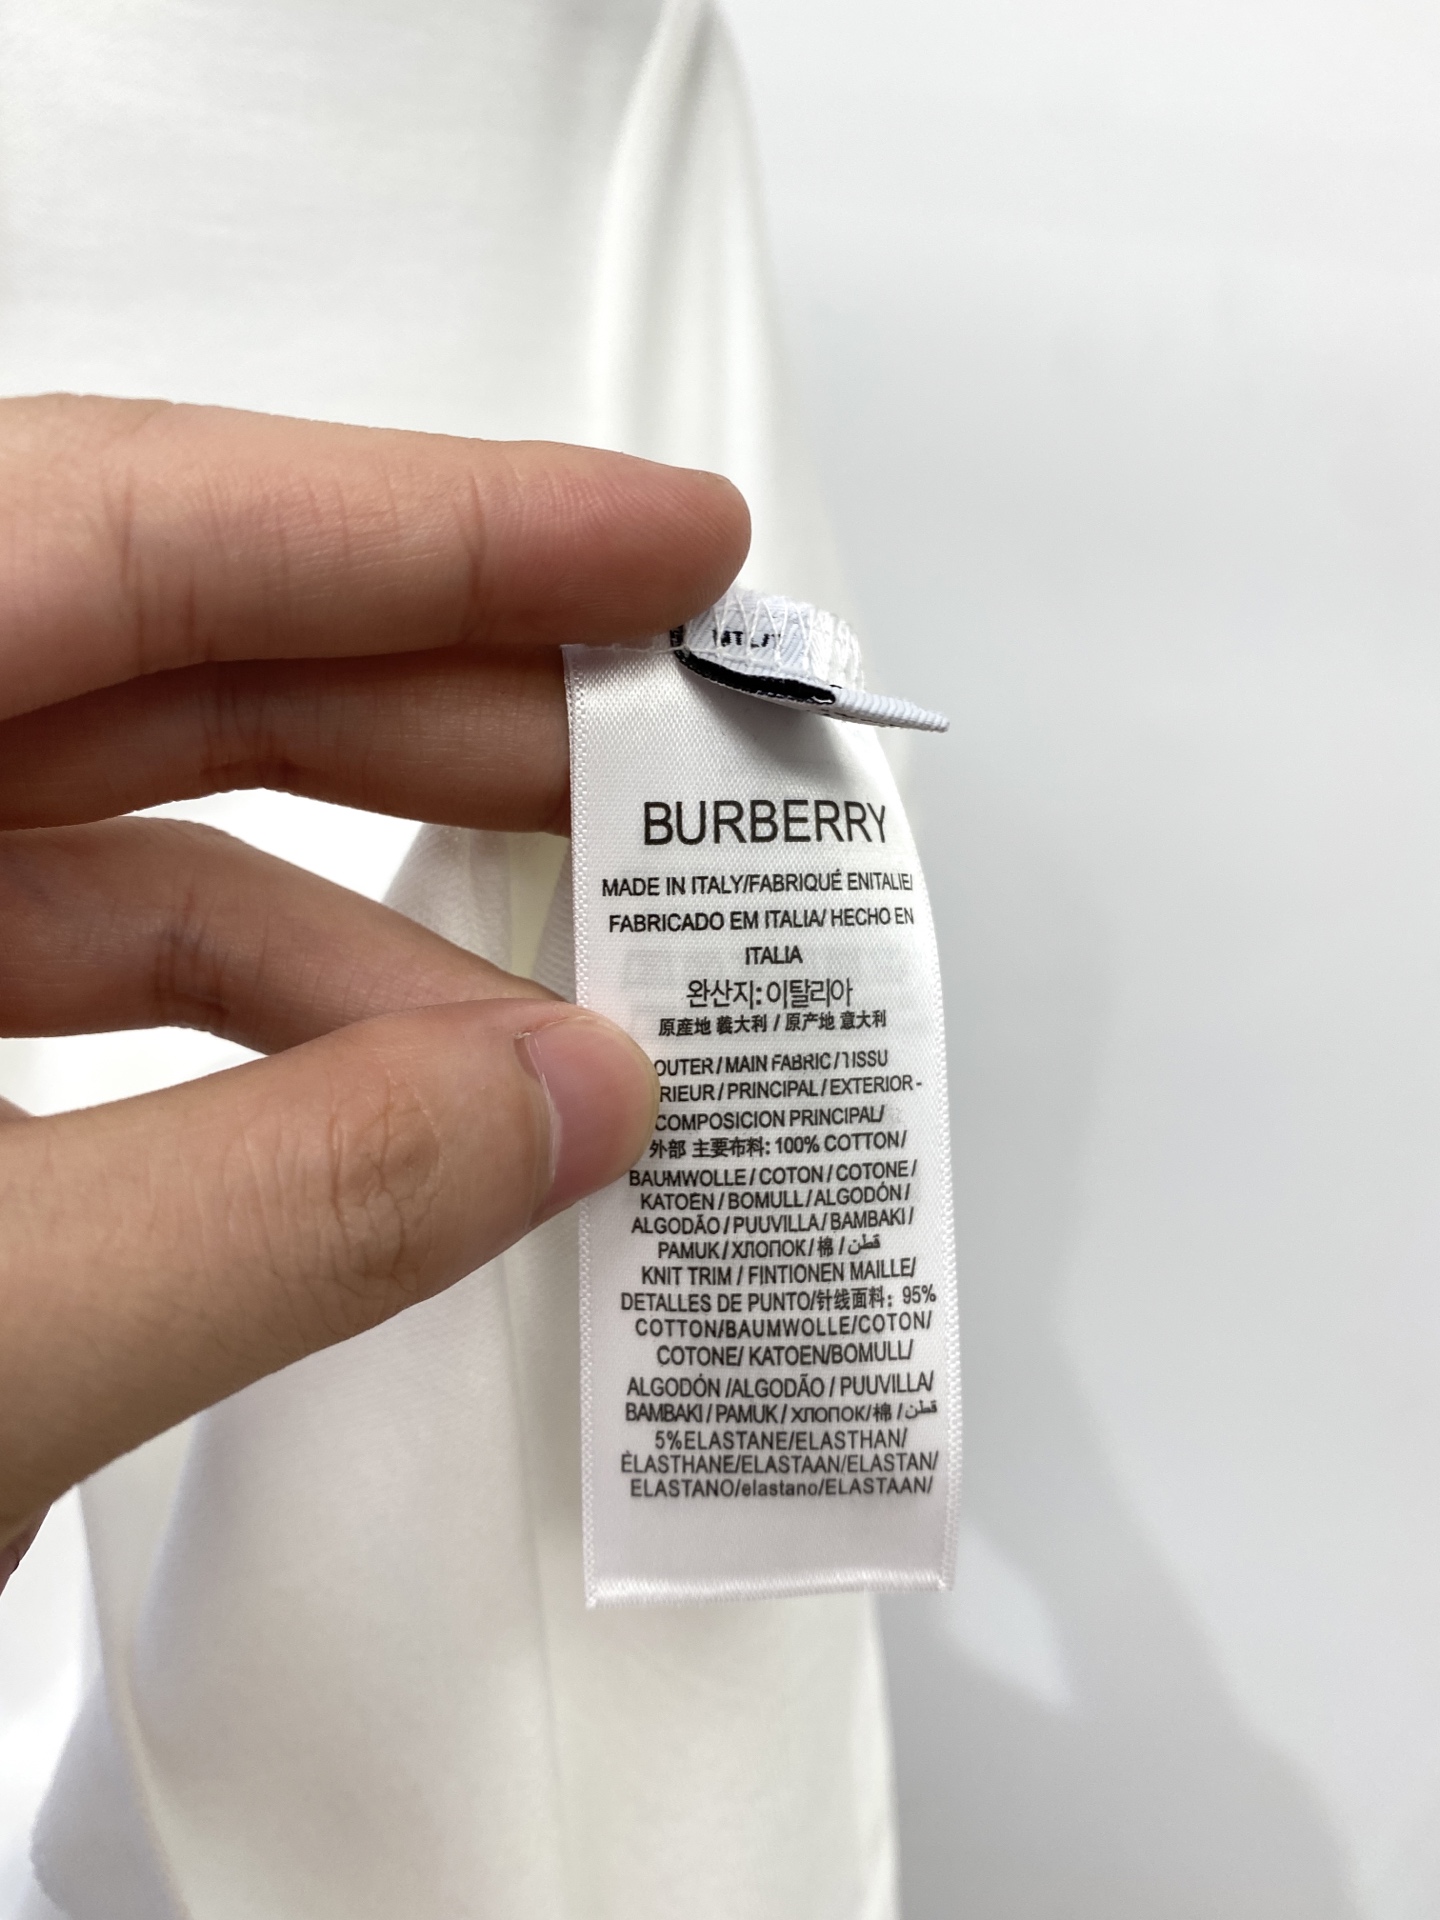 BURBERRY
MADE IN ITALY/FABRIQUÉ ENITALIE/
FABRICADO EM ITALIA/ HECHO EN
ITALIA
완산지:이탈리아
原産地 義大利 / 原产地 意大利
OUTER/MAIN FABRIC/TISSU
RIEUR/PRINCIPAL/EXTERIOR-
COMPOSICION PRINCIPAL/
外部 主要布料: 100% COTTON/
BAUMWOLLE/COTON/COTONE/
KATOEN/BOMULL/ALGODÓN/
ALGODÃO/PUUVILLA/BAMBAKI/
PAMUK/ХЛОПОК/棉/قطن
KNIT TRIM / FINTIONEN MAILLE/
DETALLES DE PUNTO/针线面料: 95%
COTTON/BAUMWOLLE/COTON/
COTONE/ KATOEN/BOMULL/
ALGODÓN /ALGODÃO / PUUVILLA/
BAMBAKI/PAMUK/ХЛОПОК/棉/قطن
5%ELASTANE/ELASTHAN/
ÉLASTHANE/ELASTAAN/ELASTAN/
ELASTANO/elastano/ELASTAAN/